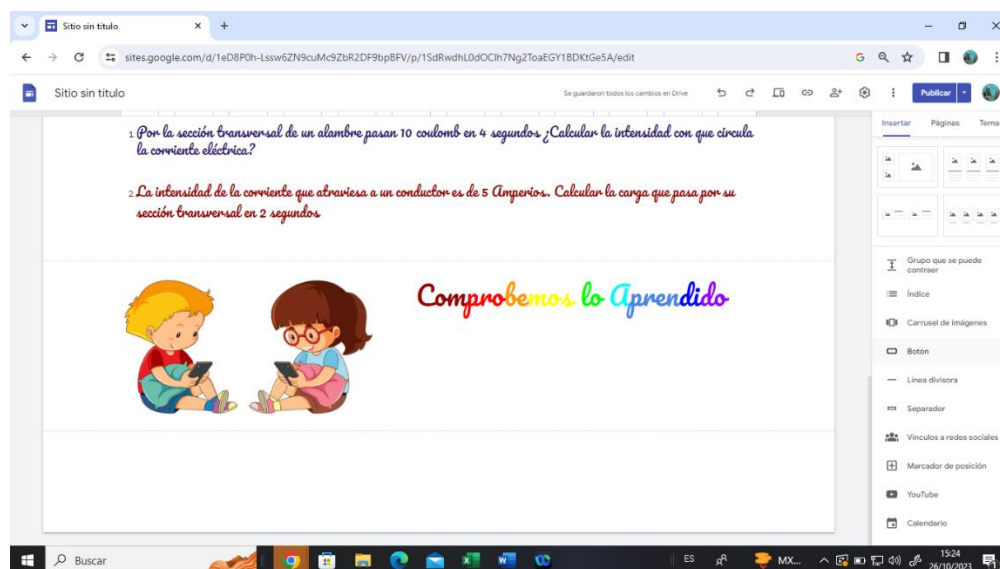 Sitio sin título
sites.google.com/d/1eD8P0h-Lssw6ZN9cuMc9ZbR2DF9bpBFV/p/1SdRwdhL0dOCIh7Ng2ToaEGY1BDKtGe5A/edit
Sitio sin título
Se guardaron todos los cambios en Drive
Publicar
Insertar Páginas Tema
1. Por la sección transversal de un alambre pasan 10 coulomb en 4 segundos ¿Calcular la intensidad con que circula
la corriente eléctrica?
2. La intensidad de la corriente que atraviesa a un conductor es de 5 Amperios. Calcular la carga que pasa por su
sección transversal en 2 segundos
Comprobemos lo Aprendido
Grupo que se puede
contraer
Índice
Carrusel de Imágenes
Botón
Línea divisora
Separador
Vínculos a redes sociales
Marcador de posición
YouTube
Calendario
Buscar
ES
MX...
15:24
26/10/2023